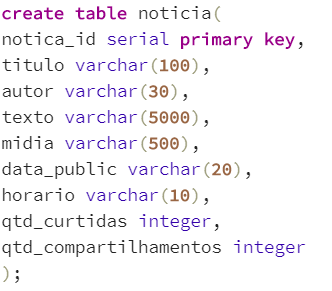 create table noticia(
notica_id serial primary key,
titulo varchar(100),
autor varchar(30),
texto varchar(5000),
midia varchar(500),
data_public varchar(20),
horario varchar(10),
qtd_curtidas integer,
qtd_compartilhamentos integer
);